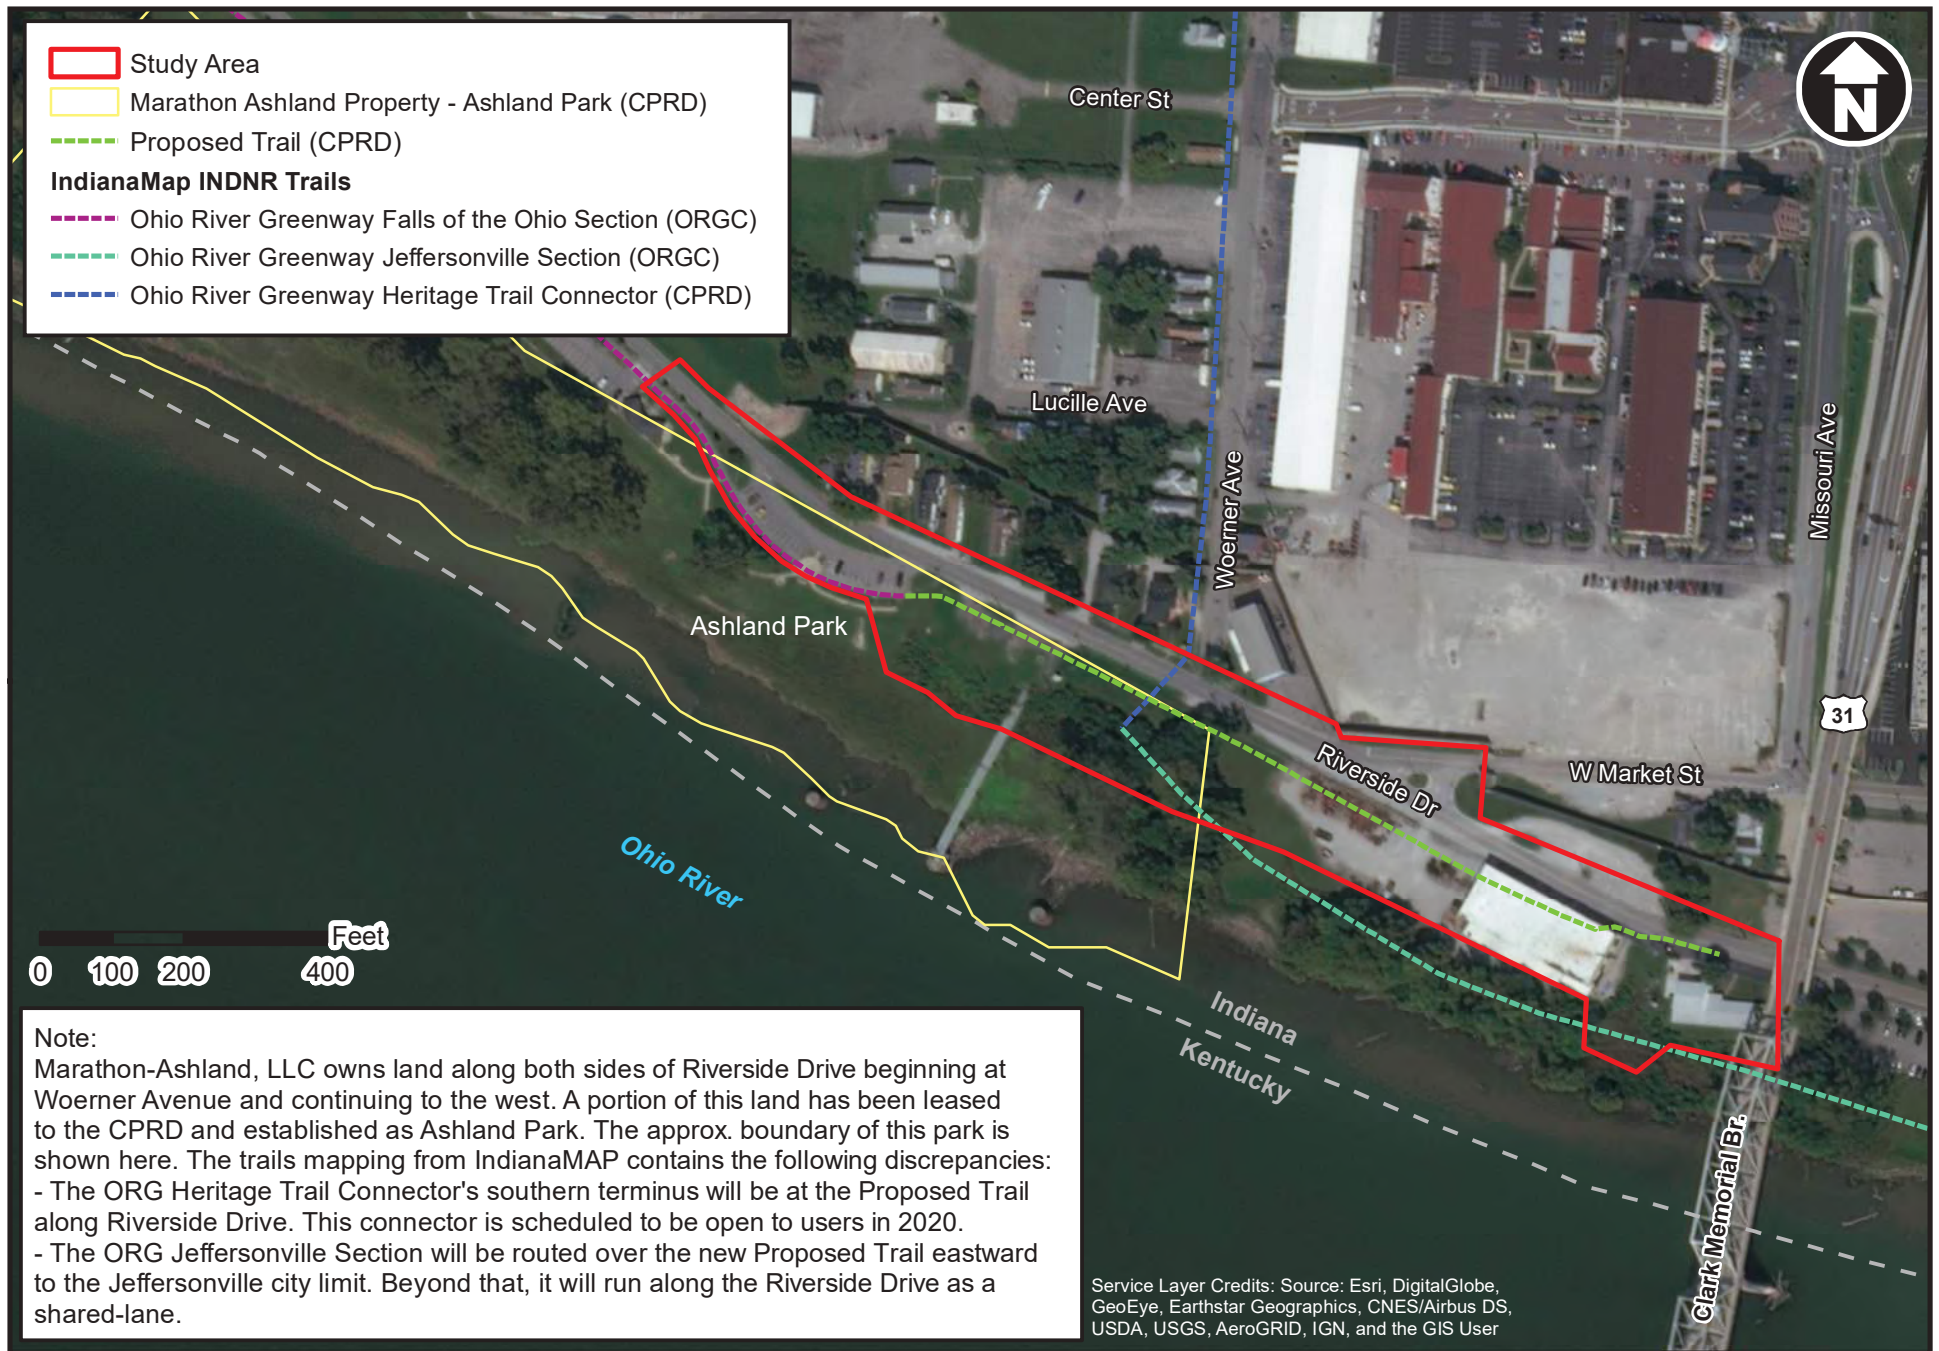 Study Area
Marathon Ashland Property - Ashland Park (CPRD)
Proposed Trail (CPRD)
IndianaMap INDNR Trails
Ohio River Greenway Falls of the Ohio Section (ORGC)
Ohio River Greenway Jeffersonville Section (ORGC)
Ohio River Greenway Heritage Trail Connector (CPRD)
N
Center St
Lucille Ave
Woerner Ave
Missouri Ave
Ashland Park
31
Riverside Dr
W Market St
Ohio River
Feet
0 100 200 400
Indiana
Kentucky
Clark Memorial Br.
Note:
Marathon-Ashland, LLC owns land along both sides of Riverside Drive beginning at
Woerner Avenue and continuing to the west. A portion of this land has been leased
to the CPRD and established as Ashland Park. The approx. boundary of this park is
shown here. The trails mapping from IndianaMAP contains the following discrepancies:
- The ORG Heritage Trail Connector's southern terminus will be at the Proposed Trail
along Riverside Drive. This connector is scheduled to be open to users in 2020.
- The ORG Jeffersonville Section will be routed over the new Proposed Trail eastward
to the Jeffersonville city limit. Beyond that, it will run along the Riverside Drive as a
shared-lane.
Service Layer Credits: Source: Esri, DigitalGlobe,
GeoEye, Earthstar Geographics, CNES/Airbus DS,
USDA, USGS, AeroGRID, IGN, and the GIS User